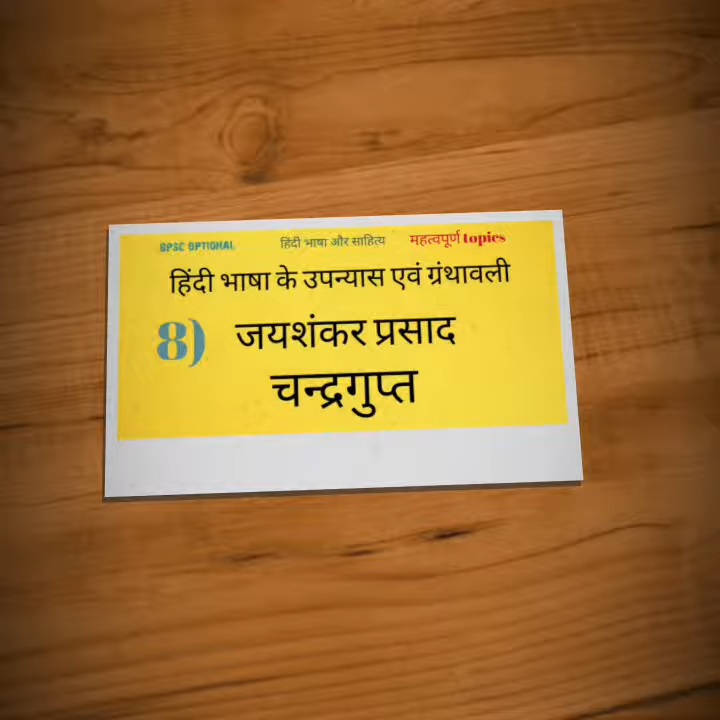 BPSC OPTIONAL हिंदी भाषा और साहित्य महत्वपूर्ण topics
हिंदी भाषा के उपन्यास एवं ग्रंथावली
8) जयशंकर प्रसाद
चन्द्रगुप्त